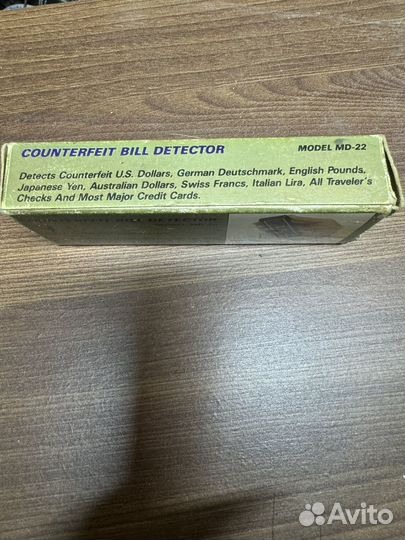 COUNTERFEIT BILL DETECTOR MODEL MD-22
Detects Counterfeit U.S. Dollars, German Deutschmark, English Pounds,
Japanese Yen, Australian Dollars, Swiss Francs, Italian Lira, All Traveler's
Checks And Most Major Credit Cards.
Avito